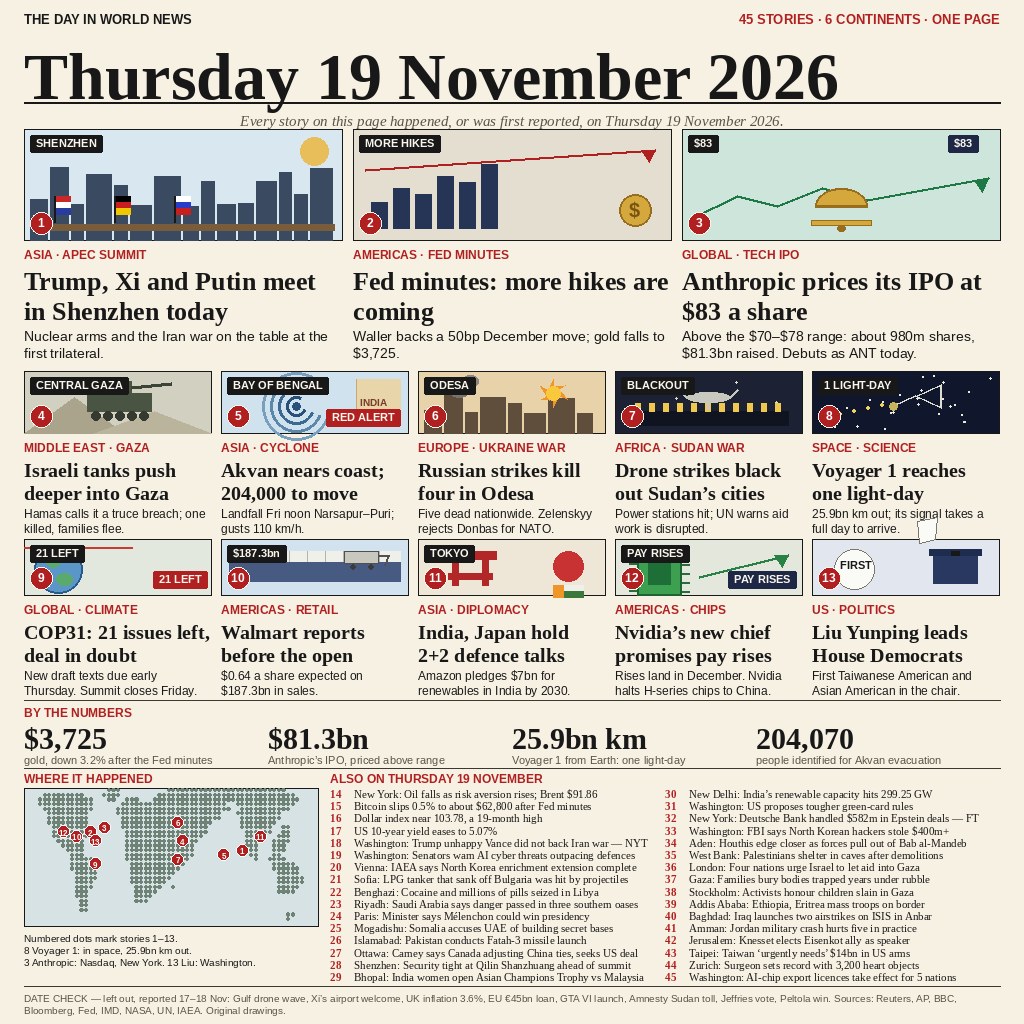 THE DAY IN WORLD NEWS
45 STORIES · 6 CONTINENTS · ONE PAGE
Thursday 19 November 2026
Every story on this page happened, or was first reported, on Thursday 19 November 2026.
SHENZHEN
1
MORE HIKES
$
2
$83
$83
3
ASIA · APEC SUMMIT
Trump, Xi and Putin meet
in Shenzhen today
Nuclear arms and the Iran war on the table at the
first trilateral.
AMERICAS · FED MINUTES
Fed minutes: more hikes are
coming
Waller backs a 50bp December move; gold falls to
$3,725.
GLOBAL · TECH IPO
Anthropic prices its IPO at
$83 a share
Above the $70–$78 range: about 980m shares,
$81.3bn raised. Debuts as ANT today.
CENTRAL GAZA
4
BAY OF BENGAL
INDIA
RED ALERT
5
ODESA
6
BLACKOUT
7
1 LIGHT-DAY
8
MIDDLE EAST · GAZA
Israeli tanks push
deeper into Gaza
Hamas calls it a truce breach; one
killed, families flee.
ASIA · CYCLONE
Akvan nears coast;
204,000 to move
Landfall Fri noon Narsapur–Puri;
gusts 110 km/h.
EUROPE · UKRAINE WAR
Russian strikes kill
four in Odesa
Five dead nationwide. Zelenskyy
rejects Donbas for NATO.
AFRICA · SUDAN WAR
Drone strikes black
out Sudan’s cities
Power stations hit; UN warns aid
work is disrupted.
SPACE · SCIENCE
Voyager 1 reaches
one light-day
25.9bn km out; its signal takes a
full day to arrive.
21 LEFT
9
21 LEFT
$187.3bn
10
TOKYO
11
PAY RISES
12
PAY RISES
13
FIRST
GLOBAL · CLIMATE
COP31: 21 issues left,
deal in doubt
New draft texts due early
Thursday. Summit closes Friday.
AMERICAS · RETAIL
Walmart reports
before the open
$0.64 a share expected on
$187.3bn in sales.
ASIA · DIPLOMACY
India, Japan hold
2+2 defence talks
Amazon pledges $7bn for
renewables in India by 2030.
AMERICAS · CHIPS
Nvidia’s new chief
promises pay rises
Rises land in December. Nvidia
halts H-series chips to China.
US · POLITICS
Liu Yunping leads
House Democrats
First Taiwanese American and
Asian American in the chair.
BY THE NUMBERS
$3,725
gold, down 3.2% after the Fed minutes
$81.3bn
Anthropic's IPO, priced above range
25.9bn km
Voyager 1 from Earth: one light-day
204,070
people identified for Akvan evacuation
WHERE IT HAPPENED
12
10
2
13
3
9
6
4
7
5
1
11
Numbered dots mark stories 1–13.
8 Voyager 1: in space, 25.9bn km out.
3 Anthropic: Nasdaq, New York. 13 Liu: Washington.
ALSO ON THURSDAY 19 NOVEMBER
14 New York: Oil falls as risk aversion rises; Brent $91.86
15 Bitcoin slips 0.5% to about $62,800 after Fed minutes
16 Dollar index near 103.78, a 19-month high
17 US 10-year yield eases to 5.07%
18 Washington: Trump unhappy Vance did not back Iran war — NYT
19 Washington: Senators warn AI cyber threats outpacing defences
20 Vienna: IAEA says North Korea enrichment extension complete
21 Sofia: LPG tanker that sank off Bulgaria was hit by projectiles
22 Benghazi: Cocaine and millions of pills seized in Libya
23 Riyadh: Saudi Arabia says danger passed in three southern oases
24 Paris: Minister says Mélenchon could win presidency
25 Mogadishu: Somalia accuses UAE of building secret bases
26 Islamabad: Pakistan conducts Fatah-3 missile launch
27 Ottawa: Carney says Canada adjusting China ties, seeks US deal
28 Shenzhen: Security tight at Qilin Shanzhuang ahead of summit
29 Bhopal: India women open Asian Champions Trophy vs Malaysia
30 New Delhi: India’s renewable capacity hits 299.25 GW
31 Washington: US proposes tougher green-card rules
32 New York: Deutsche Bank handled $582m in Epstein deals — FT
33 Washington: FBI says North Korean hackers stole $400m+
34 Aden: Houthis edge closer as forces pull out of Bab al-Mandeb
35 West Bank: Palestinians shelter in caves after demolitions
36 London: Four nations urge Israel to let aid into Gaza
37 Gaza: Families bury bodies trapped years under rubble
38 Stockholm: Activists honour children slain in Gaza
39 Addis Ababa: Ethiopia, Eritrea mass troops on border
40 Baghdad: Iraq launches two airstrikes on ISIS in Anbar
41 Amman: Jordan military crash hurts five in practice
42 Jerusalem: Knesset elects Eisenkot ally as speaker
43 Taipei: Taiwan ‘urgently needs’ $14bn in US arms
44 Zurich: Surgeon sets record with 3,200 heart objects
45 Washington: AI-chip export licences take effect for 5 nations
DATE CHECK — left out, reported 17–18 Nov: Gulf drone wave, Xi's airport welcome, UK inflation 3.6%, EU €45bn loan, GTA VI launch, Amnesty Sudan toll, Jeffries vote, Peltola win. Sources: Reuters, AP, BBC,
Bloomberg, Fed, IMD, NASA, UN, IAEA. Original drawings.